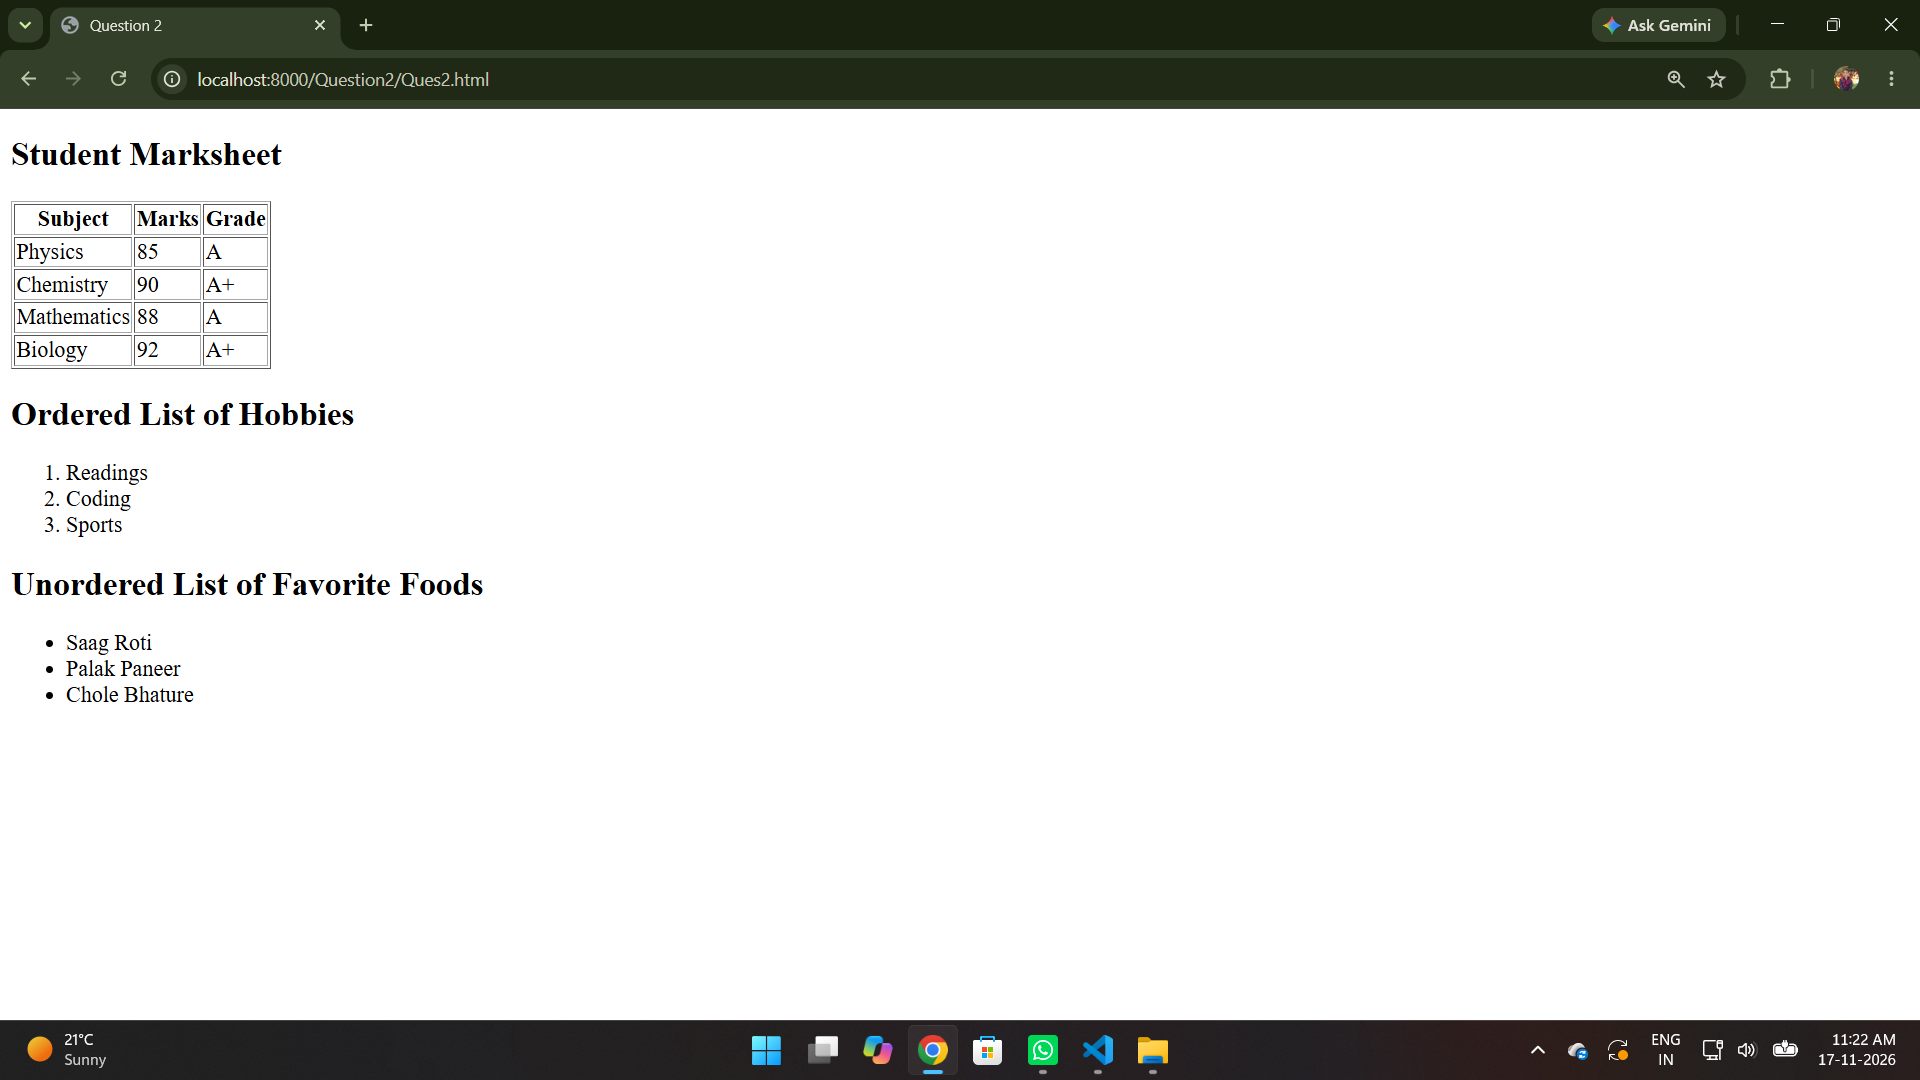 Question 2
Ask Gemini
localhost:8000/Question2/Ques2.html
Student Marksheet
Subject Marks Grade
Physics 85 A
Chemistry 90 A+
Mathematics 88 A
Biology 92 A+
Ordered List of Hobbies
1. Readings
2. Coding
3. Sports
Unordered List of Favorite Foods
• Saag Roti
• Palak Paneer
• Chole Bhature
21°C
Sunny
ENG
IN
11:22 AM
17-11-2026